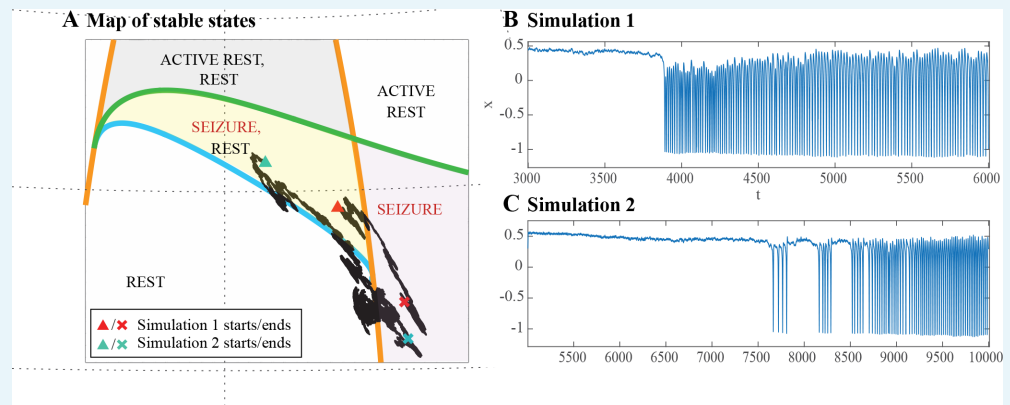 A Map of stable states
ACTIVE REST,
REST
ACTIVE
REST
SEIZURE,
REST
SEIZURE
REST
/ Simulation 1 starts/ends
/ Simulation 2 starts/ends
B Simulation 1
0.5
0
-0.5
-1
x
3000 3500 4000 4500 5000 5500 6000
t
C Simulation 2
0.5
0
-0.5
-1
5500 6000 6500 7000 7500 8000 8500 9000 9500 10000